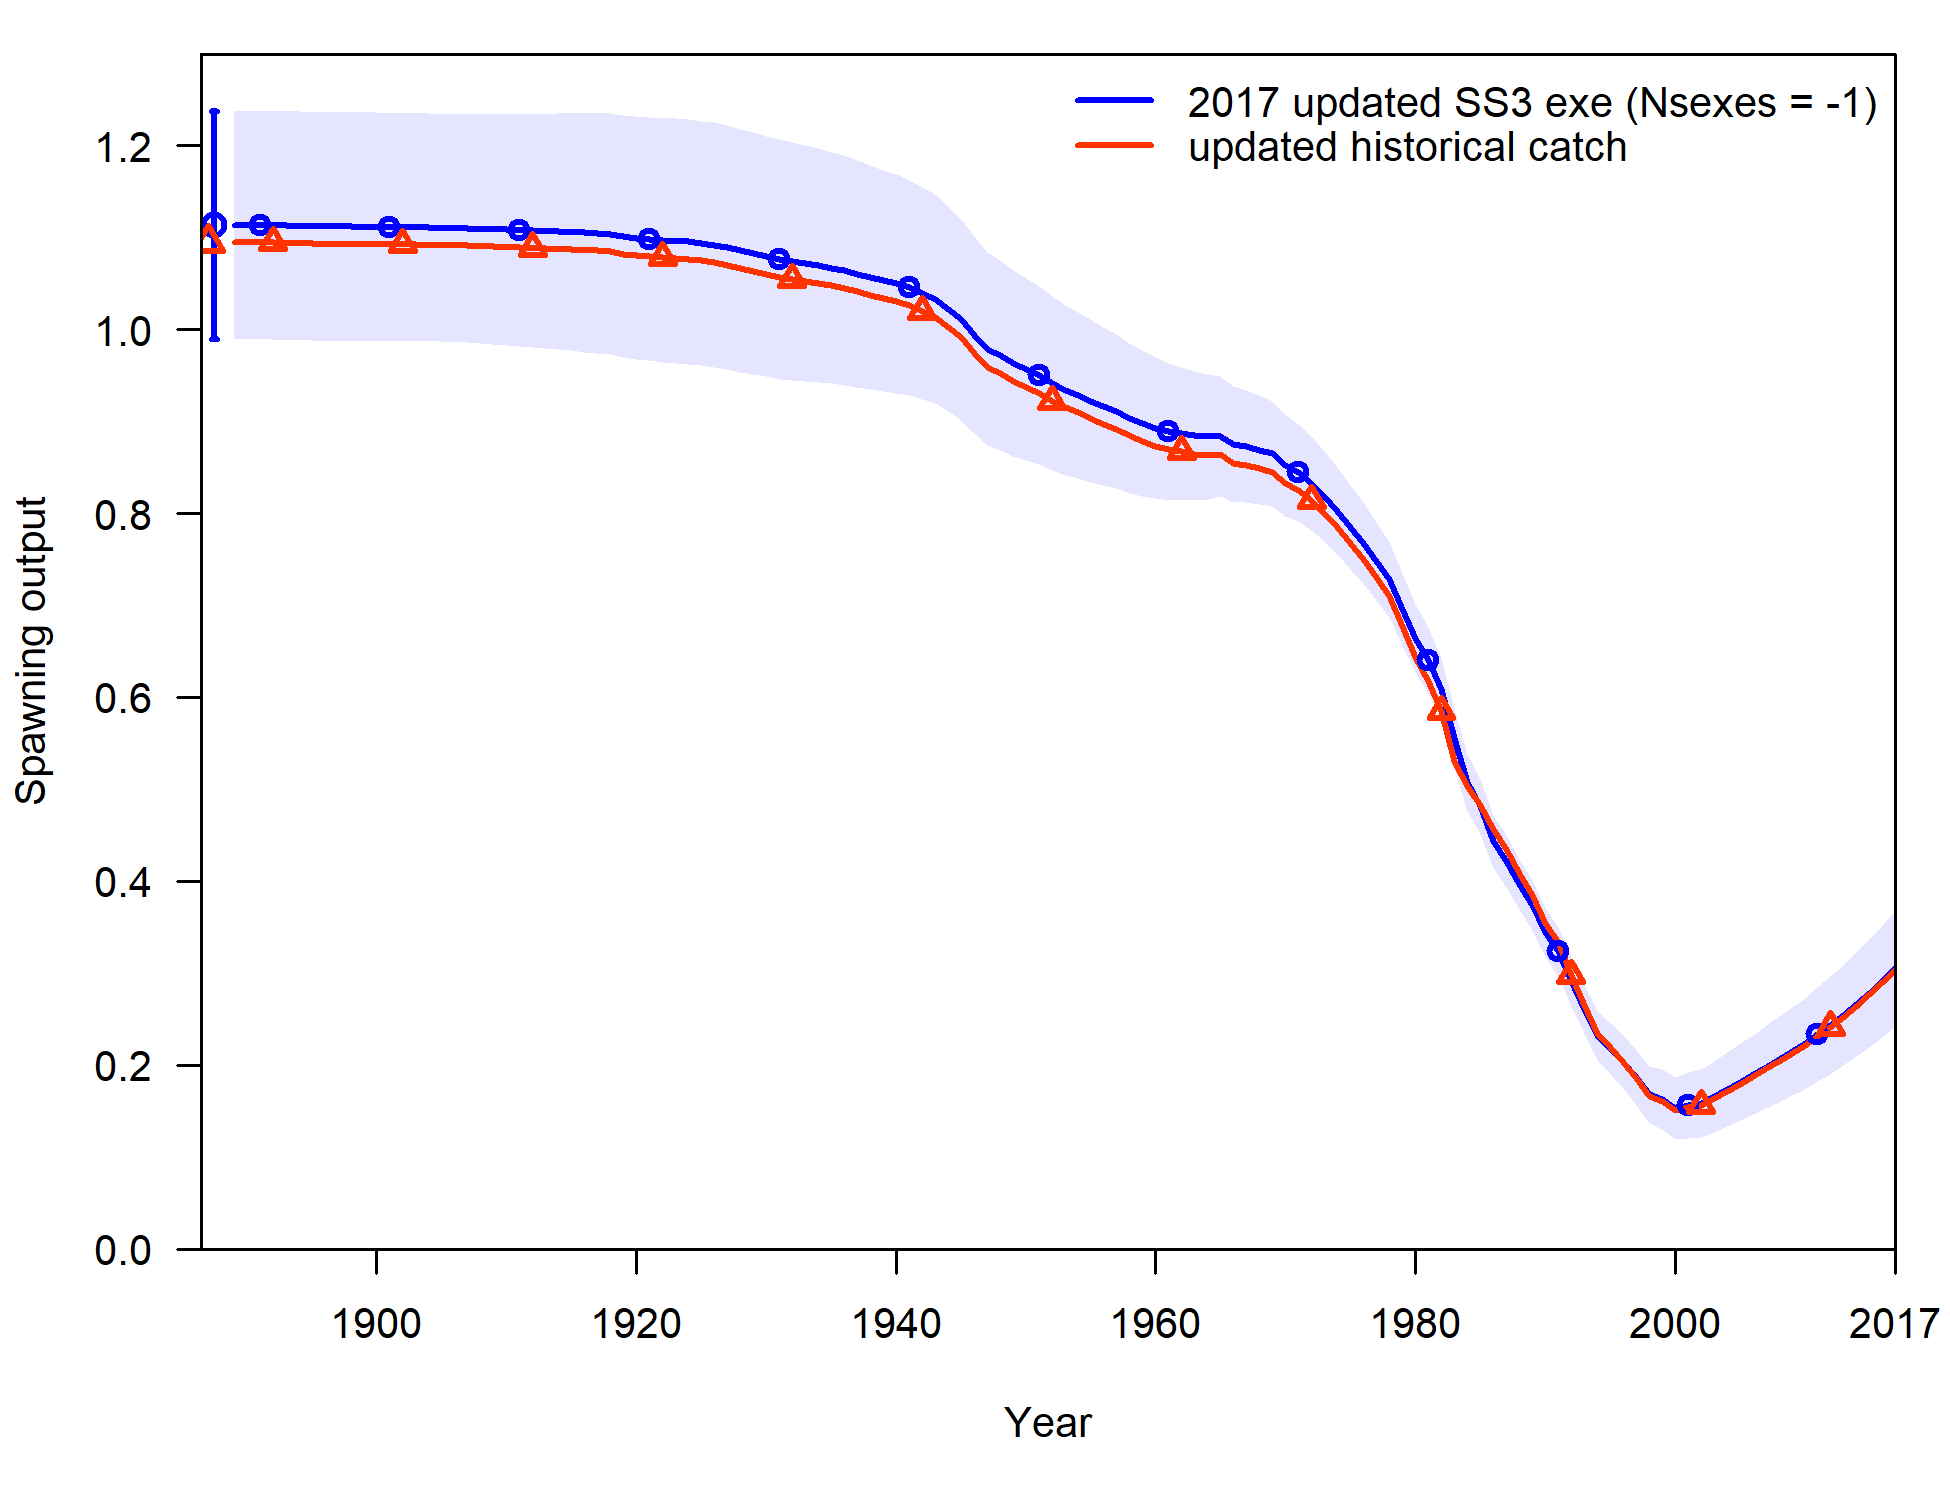 2017 updated SS3 exe (Nsexes = -1)
updated historical catch
1.2
1.0
0.8
0.6
0.4
0.2
0.0
Spawning output
1900 1920 1940 1960 1980 2000 2017
Year